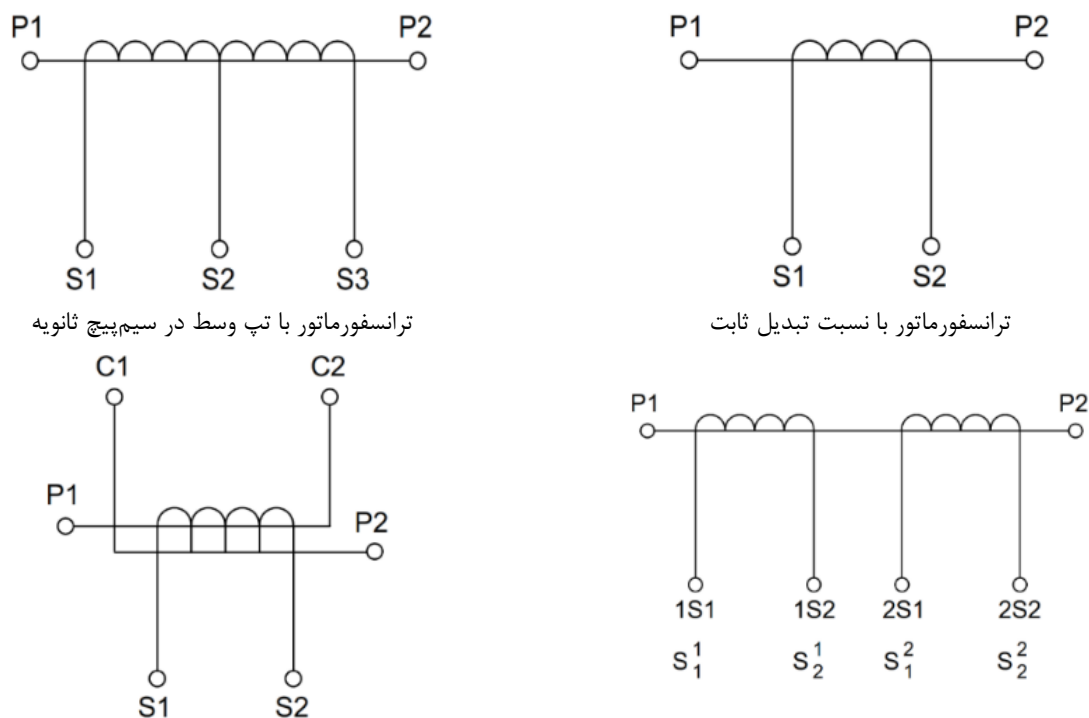 P1 P2
S1 S2 S3
ترانسفورماتور با تپ وسط در سیم‌پیچ ثانویه
P1 P2
S1 S2
ترانسفورماتور با نسبت تبدیل ثابت
C1 C2
P1 P2
S1 S2
P1 P2
1S1 1S2 2S1 2S2
S₁¹ S₂¹ S₁² S₂²